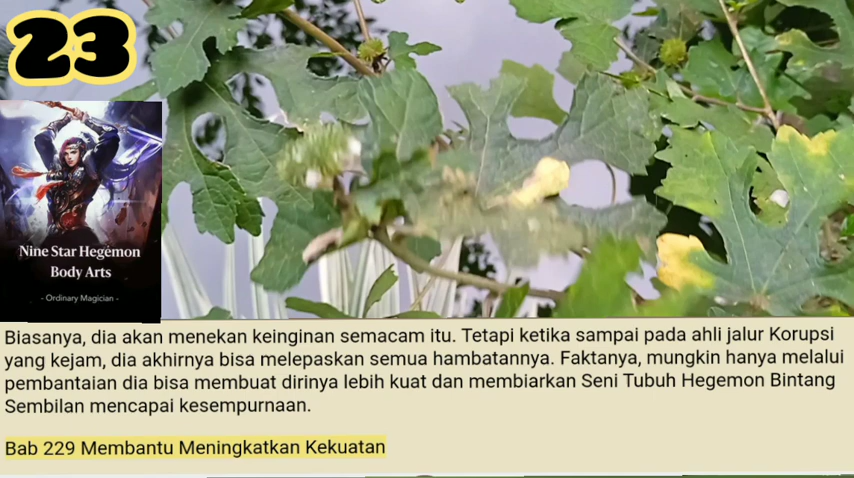 23
Nine Star Hegemon
Body Arts
- Ordinary Magician -
Biasanya, dia akan menekan keinginan semacam itu. Tetapi ketika sampai pada ahli jalur Korupsi
yang kejam, dia akhirnya bisa melepaskan semua hambatannya. Faktanya, mungkin hanya melalui
pembantaian dia bisa membuat dirinya lebih kuat dan membiarkan Seni Tubuh Hegemon Bintang
Sembilan mencapai kesempurnaan.
Bab 229 Membantu Meningkatkan Kekuatan